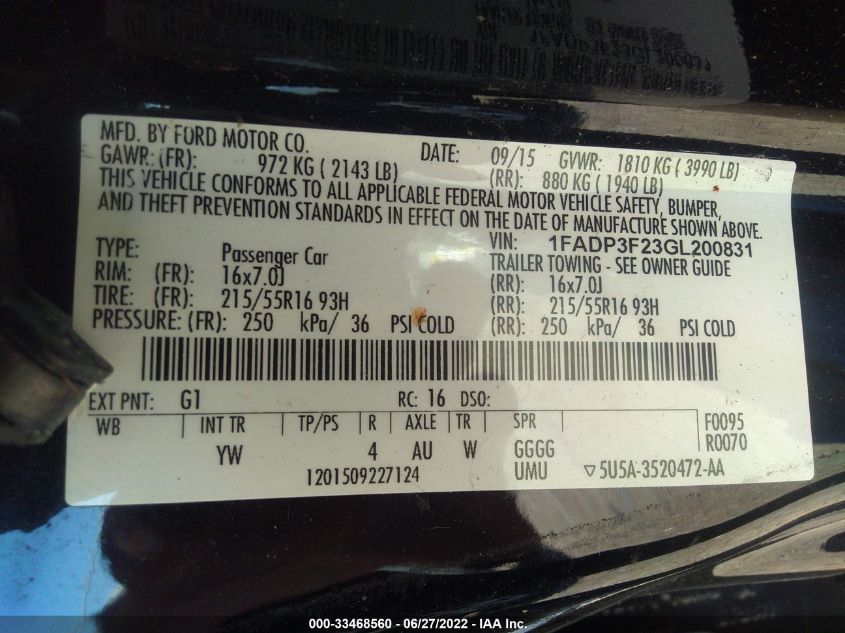 MFD. BY FORD MOTOR CO.
DATE: 09/15 GVWR: 1810 KG ( 3990 LB)
GAWR: (FR): 972 KG ( 2143 LB) (RR): 880 KG ( 1940 LB)
THIS VEHICLE CONFORMS TO ALL APPLICABLE FEDERAL MOTOR VEHICLE SAFETY, BUMPER,
AND THEFT PREVENTION STANDARDS IN EFFECT ON THE DATE OF MANUFACTURE SHOWN ABOVE.
VIN: 1FADP3F23GL200831
TYPE: Passenger Car TRAILER TOWING - SEE OWNER GUIDE
RIM: (FR): 16x7.0J (RR): 16x7.0J
TIRE: (FR): 215/55R16 93H (RR): 215/55R16 93H
PRESSURE: (FR): 250 kPa/ 36 PSI COLD (RR): 250 kPa/ 36 PSI COLD
EXT PNT: G1 RC: 16 DSO:
WB INT TR TP/PS R AXLE TR SPR F0095
YW 4 AU W GGGG R0070
1201509227124 UMU ▽5U5A-3520472-AA
000-33468560 - 06/27/2022 - IAA Inc.